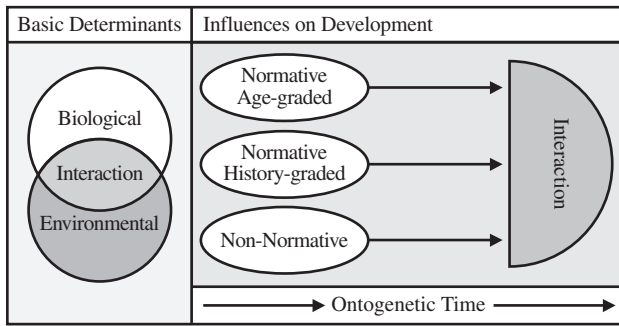 Basic Determinants
Influences on Development
Biological
Interaction
Environmental
Normative
Age-graded
Normative
History-graded
Non-Normative
Interaction
Ontogenetic Time